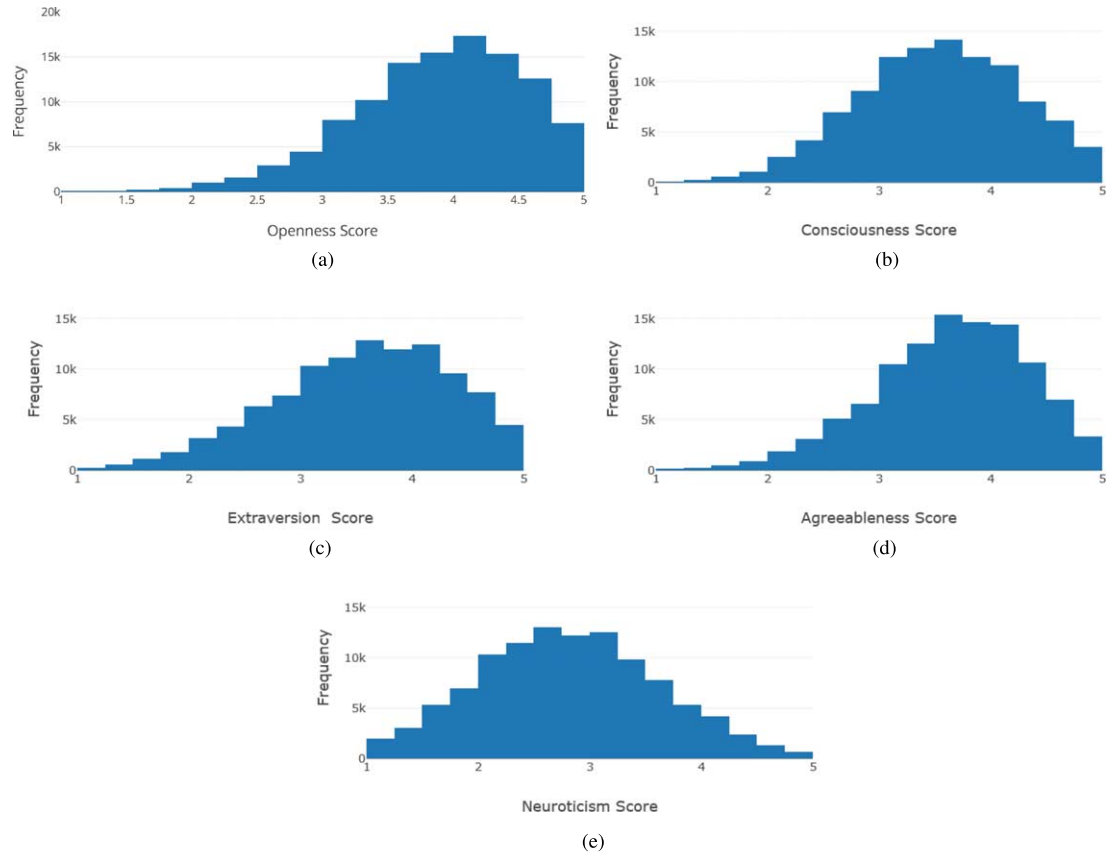 20k
15k
10k
5k
0
Frequency
1 1.5 2 2.5 3 3.5 4 4.5 5
Openness Score
(a)
15k
10k
5k
0
Frequency
1 2 3 4 5
Consciousness Score
(b)
15k
10k
5k
0
Frequency
1 2 3 4 5
Extraversion Score
(c)
15k
10k
5k
0
Frequency
1 2 3 4 5
Agreeableness Score
(d)
15k
10k
5k
0
Frequency
1 2 3 4 5
Neuroticism Score
(e)